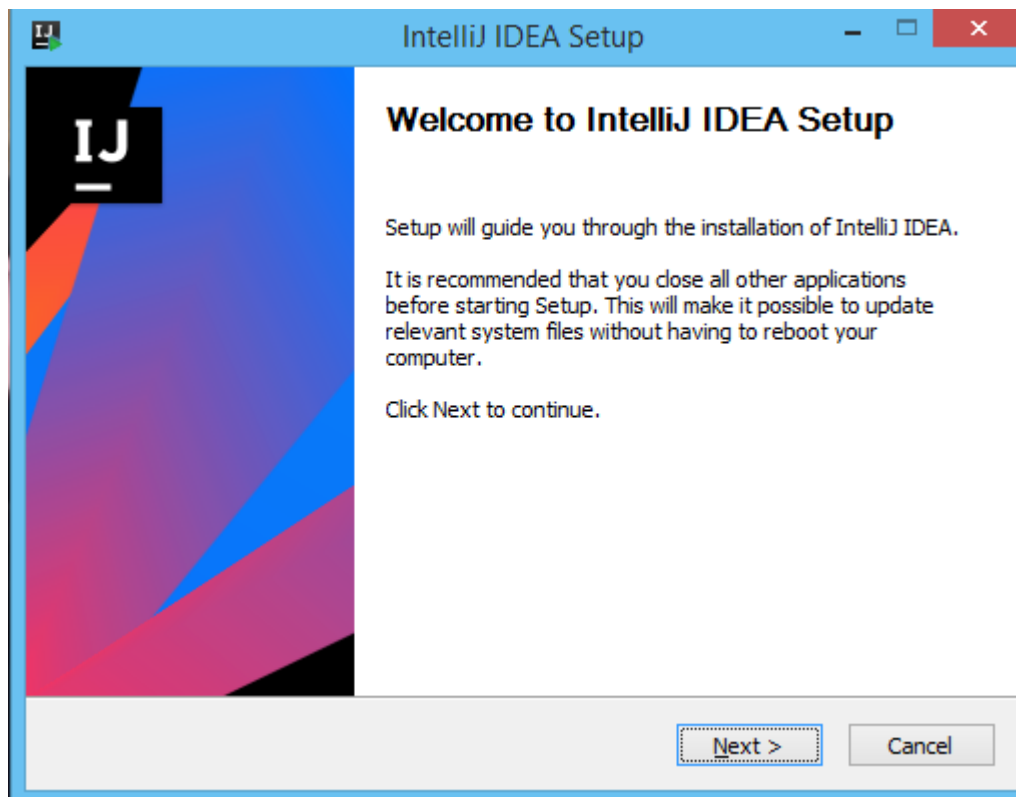 IJ
IntelliJ IDEA Setup
IJ
Welcome to IntelliJ IDEA Setup
Setup will guide you through the installation of IntelliJ IDEA.
It is recommended that you close all other applications
before starting Setup. This will make it possible to update
relevant system files without having to reboot your
computer.
Click Next to continue.
Next >
Cancel